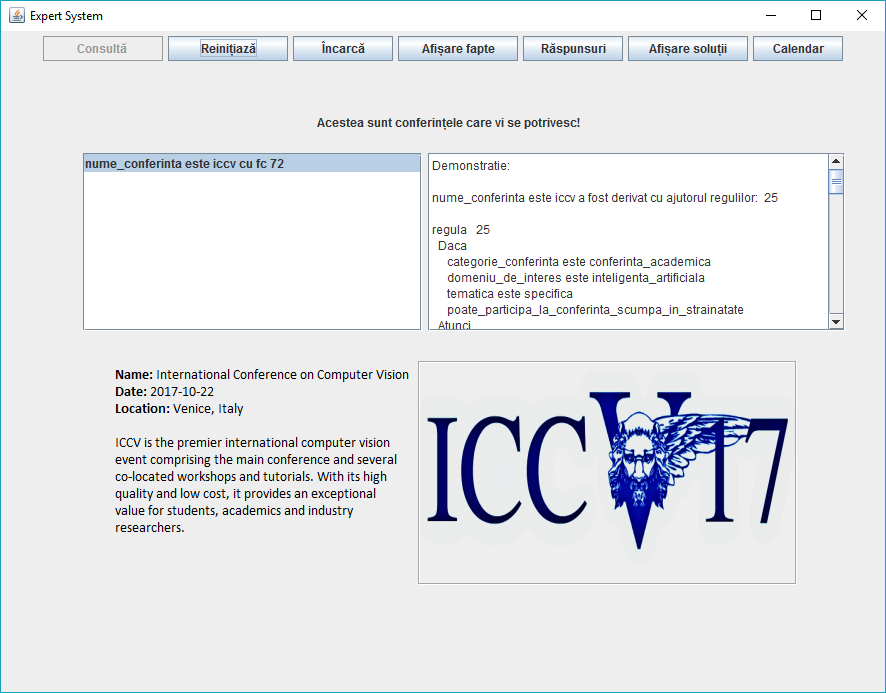 Expert System
Consultă Reinițiază Încarcă Afișare fapte Răspunsuri Afișare soluții Calendar
Acestea sunt conferințele care vi se potrivesc!
nume_conferinta este iccv cu fc 72
Demonstratie:
nume_conferinta este iccv a fost derivat cu ajutorul regulilor: 25
regula 25
Daca
categorie_conferinta este conferinta_academica
domeniu_de_interes este inteligenta_artificiala
tematica este specifica
poate_participa_la_conferinta_scumpa_in_strainatate
Atunci
Name: International Conference on Computer Vision
Date: 2017-10-22
Location: Venice, Italy
ICCV is the premier international computer vision
event comprising the main conference and several
co-located workshops and tutorials. With its high
quality and low cost, it provides an exceptional
value for students, academics and industry
researchers.
ICCV17